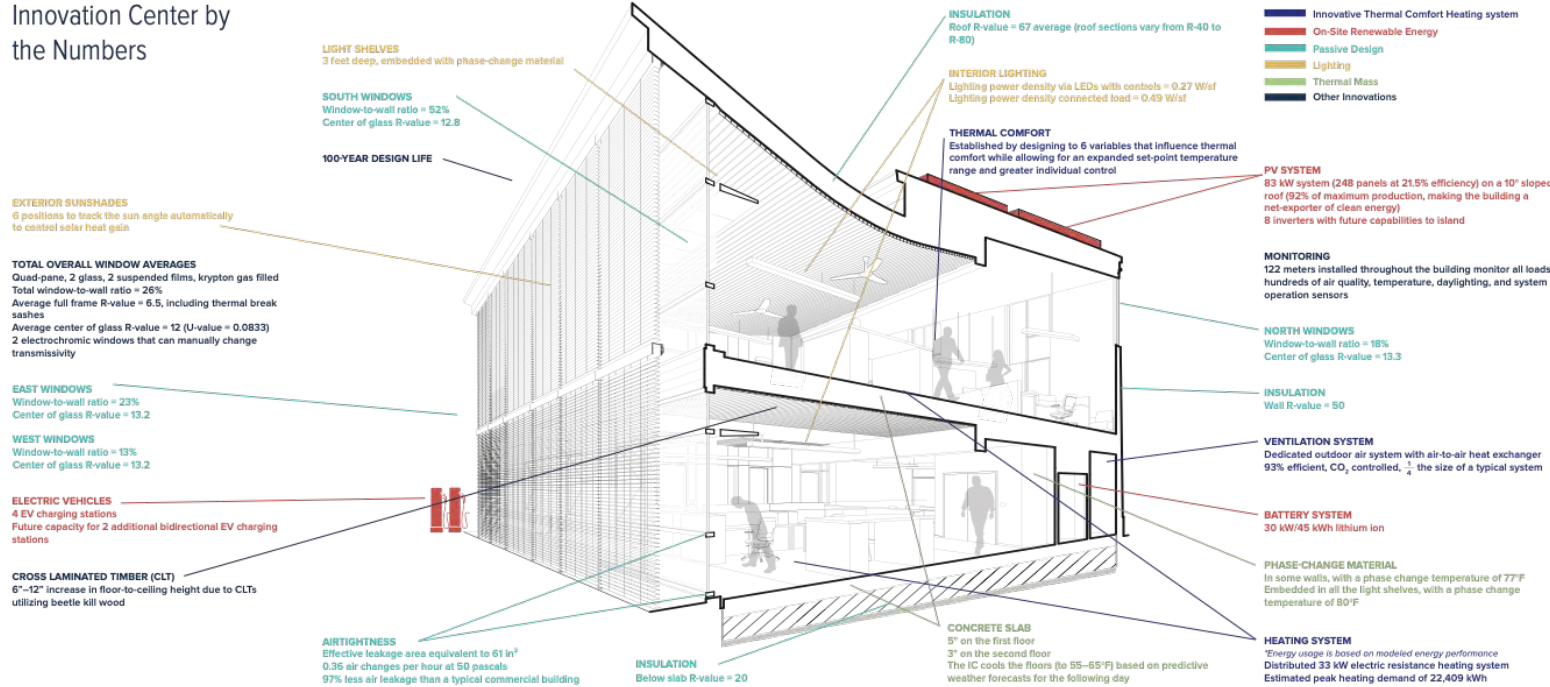 Innovation Center by
the Numbers
LIGHT SHELVES
3 feet deep, embedded with phase-change material
SOUTH WINDOWS
Window-to-wall ratio = 52%
Center of glass R-value = 12.8
100-YEAR DESIGN LIFE
EXTERIOR SUNSHADES
6 positions to track the sun angle automatically
to control solar heat gain
TOTAL OVERALL WINDOW AVERAGES
Quad-pane, 2 glass, 2 suspended films, krypton gas filled
Total window-to-wall ratio = 26%
Average full frame R-value = 6.5, including thermal break
sashes
Average center of glass R-value = 12 (U-value = 0.0833)
2 electrochromic windows that can manually change
transmissivity
EAST WINDOWS
Window-to-wall ratio = 23%
Center of glass R-value = 13.2
WEST WINDOWS
Window-to-wall ratio = 13%
Center of glass R-value = 13.2
ELECTRIC VEHICLES
4 EV charging stations
Future capacity for 2 additional bidirectional EV charging
stations
CROSS LAMINATED TIMBER (CLT)
6"–12" increase in floor-to-ceiling height due to CLTs
utilizing beetle kill wood
AIRTIGHTNESS
Effective leakage area equivalent to 61 in²
0.36 air changes per hour at 50 pascals
97% less air leakage than a typical commercial building
INSULATION
Below slab R-value = 20
INSULATION
Roof R-value = 67 average (roof sections vary from R-40 to
R-80)
INTERIOR LIGHTING
Lighting power density via LEDs with controls = 0.27 W/sf
Lighting power density connected load = 0.49 W/sf
THERMAL COMFORT
Established by designing to 6 variables that influence thermal
comfort while allowing for an expanded set-point temperature
range and greater individual control
CONCRETE SLAB
5" on the first floor
3" on the second floor
The IC cools the floors (to 55–65°F) based on predictive
weather forecasts for the following day
Innovative Thermal Comfort Heating system
On-Site Renewable Energy
Passive Design
Lighting
Thermal Mass
Other Innovations
PV SYSTEM
83 kW system (248 panels at 21.5% efficiency) on a 10° sloped
roof (92% of maximum production, making the building a
net-exporter of clean energy)
8 inverters with future capabilities to island
MONITORING
122 meters installed throughout the building monitor all loads
hundreds of air quality, temperature, daylighting, and system
operation sensors
NORTH WINDOWS
Window-to-wall ratio = 18%
Center of glass R-value = 13.3
INSULATION
Wall R-value = 50
VENTILATION SYSTEM
Dedicated outdoor air system with air-to-air heat exchanger
93% efficient, CO₂ controlled, 1/4 the size of a typical system
BATTERY SYSTEM
30 kW/45 kWh lithium ion
PHASE-CHANGE MATERIAL
In some walls, with a phase change temperature of 77°F
Embedded in all the light shelves, with a phase change
temperature of 80°F
HEATING SYSTEM
*Energy usage is based on modeled energy performance
Distributed 33 kW electric resistance heating system
Estimated peak heating demand of 22,409 kWh